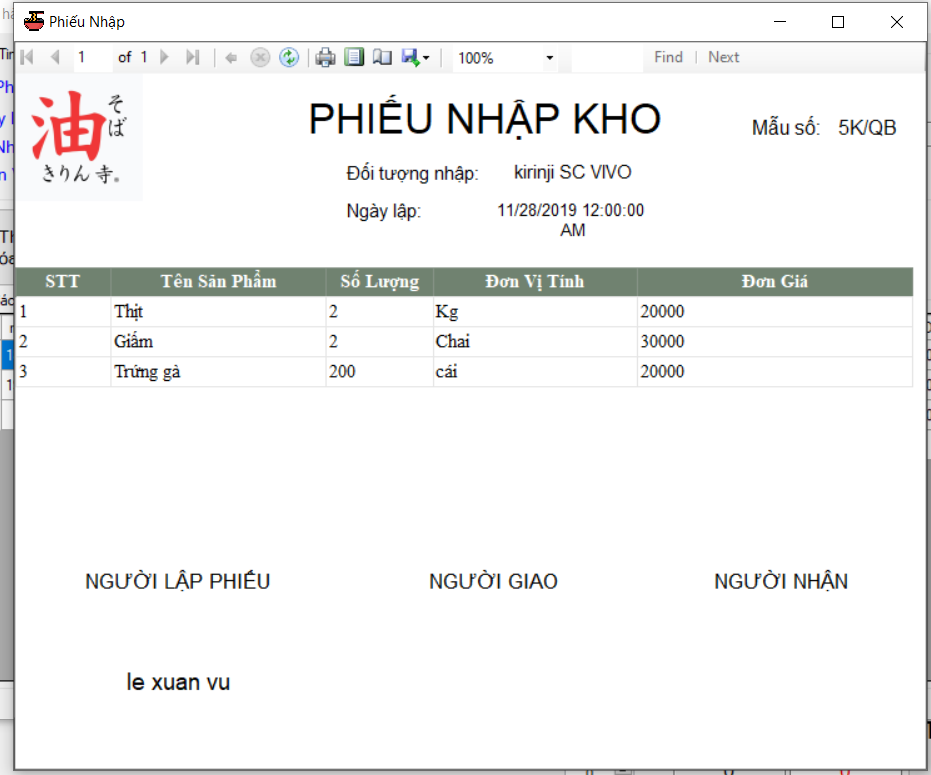 Phiếu Nhập
1 of 1 100% Find Next
油
そば
きりん寺。
PHIẾU NHẬP KHO
Mẫu số: 5K/QB
Đối tượng nhập: kirinji SC VIVO
Ngày lập: 11/28/2019 12:00:00
AM
STT Tên Sản Phẩm Số Lượng Đơn Vị Tính Đơn Giá
1 Thịt 2 Kg 20000
2 Giấm 2 Chai 30000
3 Trứng gà 200 cái 20000
NGƯỜI LẬP PHIẾU NGƯỜI GIAO NGƯỜI NHẬN
le xuan vu